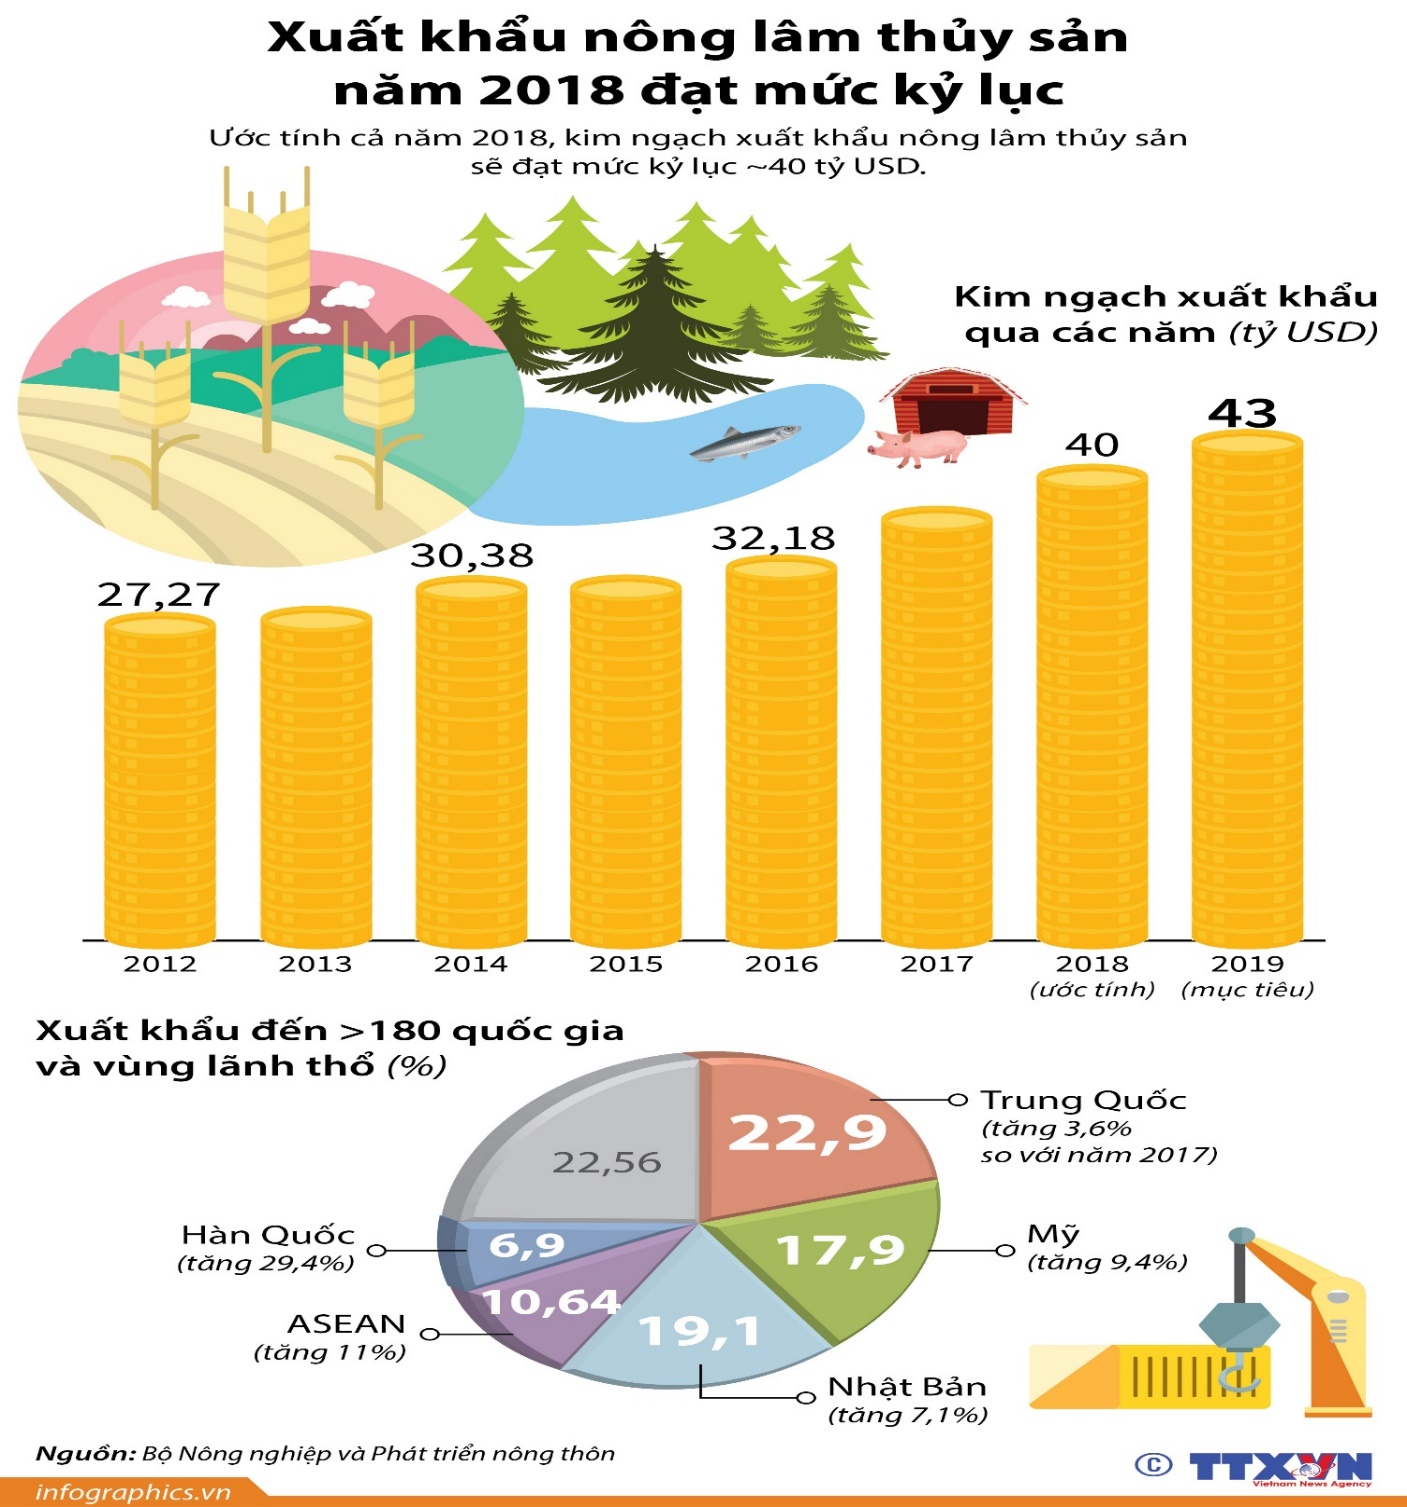 Xuất khẩu nông lâm thủy sản
năm 2018 đạt mức kỷ lục
Ước tính cả năm 2018, kim ngạch xuất khẩu nông lâm thủy sản
sẽ đạt mức kỷ lục ~40 tỷ USD.
Kim ngạch xuất khẩu
qua các năm (tỷ USD)
27,27
30,38
32,18
40
43
2012
2013
2014
2015
2016
2017
2018
(ước tính)
2019
(mục tiêu)
Xuất khẩu đến >180 quốc gia
và vùng lãnh thổ (%)
22,9
Trung Quốc
(tăng 3,6%
so với năm 2017)
17,9
Mỹ
(tăng 9,4%)
19,1
Nhật Bản
(tăng 7,1%)
10,64
ASEAN
(tăng 11%)
6,9
Hàn Quốc
(tăng 29,4%)
22,56
Nguồn: Bộ Nông nghiệp và Phát triển nông thôn
infographics.vn
© TTXVN
Vietnam News Agency